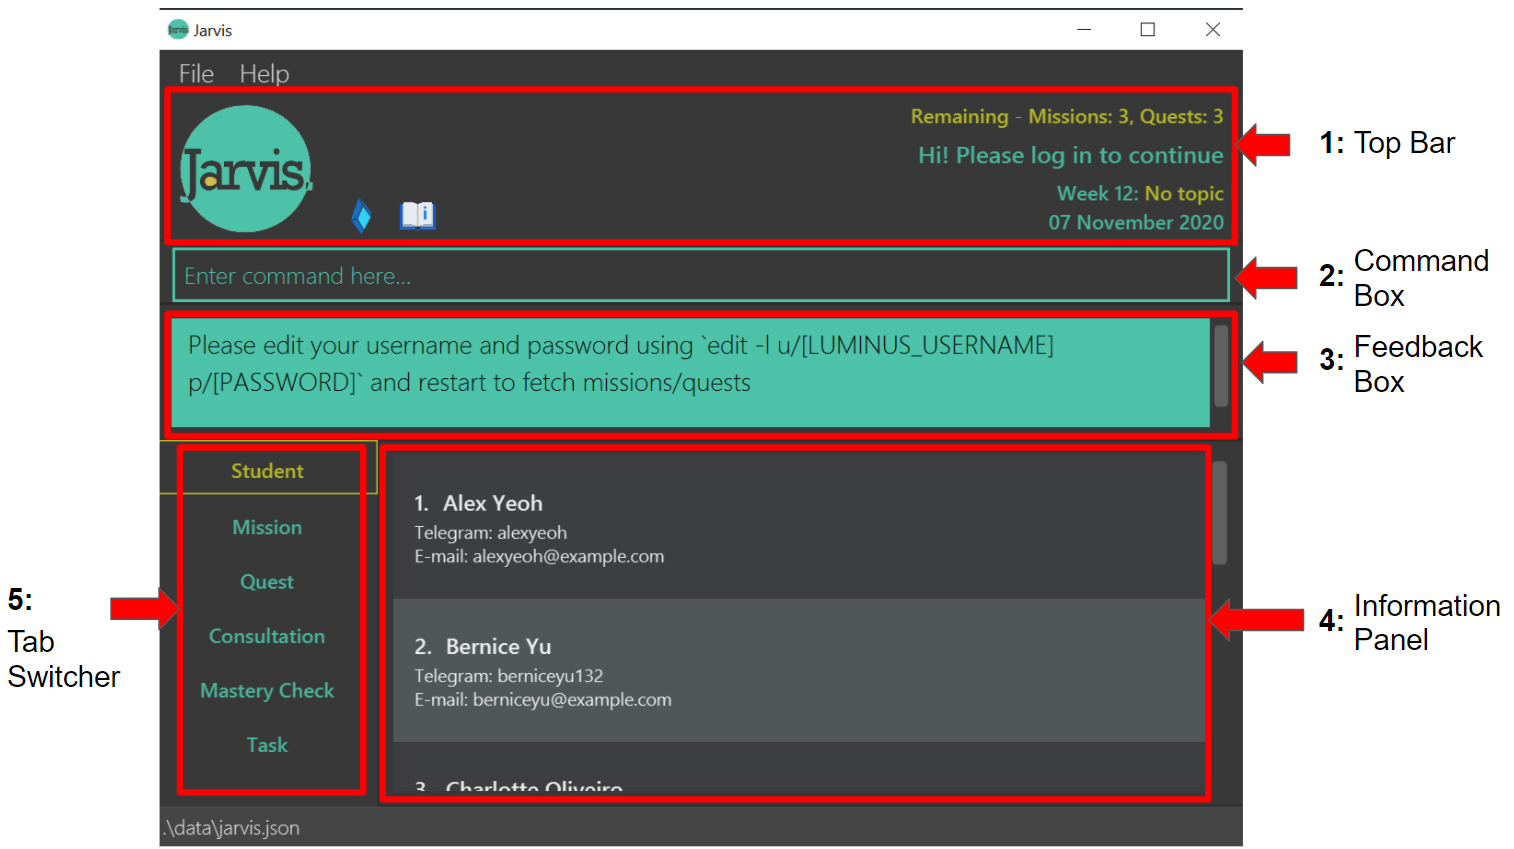 Jarvis
File Help
Jarvis.
Remaining - Missions: 3, Quests: 3
Hi! Please log in to continue
Week 12: No topic
07 November 2020
1: Top Bar
Enter command here...
2: Command
Box
Please edit your username and password using `edit -l u/[LUMINUS_USERNAME]
p/[PASSWORD]` and restart to fetch missions/quests
3: Feedback
Box
Student
Mission
Quest
Consultation
Mastery Check
Task
5:
Tab
Switcher
1. Alex Yeoh
Telegram: alexyeoh
E-mail: alexyeoh@example.com
2. Bernice Yu
Telegram: berniceyu132
E-mail: berniceyu@example.com
3. Charlotte Oliveiro
4: Information
Panel
.\data\jarvis.json